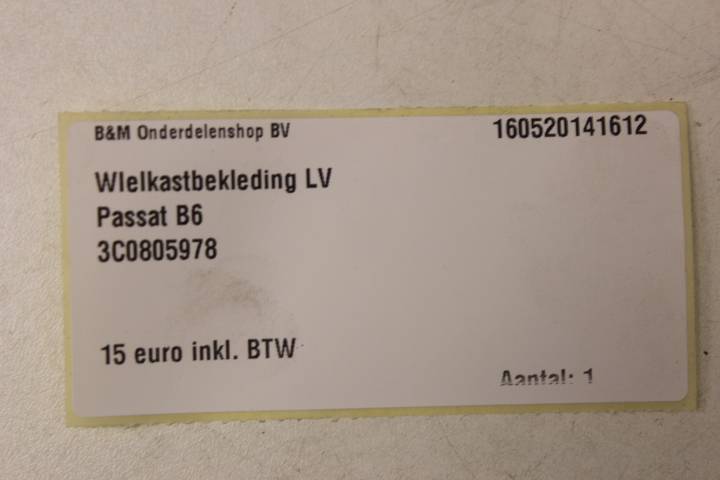 B&M Onderdelenshop BV 160520141612
WIelkastbekleding LV
Passat B6
3C0805978
15 euro inkl. BTW
Aantal: 1